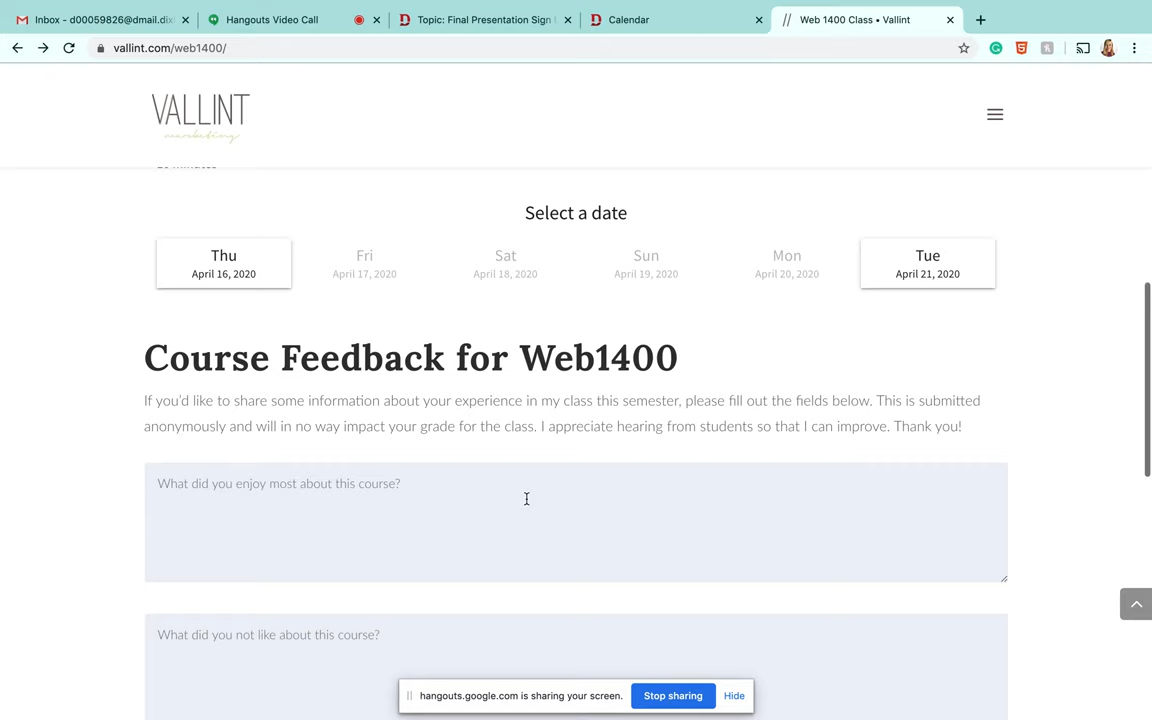 Inbox - d00059826@dmail.dix
Hangouts Video Call
Topic: Final Presentation Sign
Calendar
Web 1400 Class • Vallint
vallint.com/web1400/
VALLINT
marketing
Select a date
Thu
April 16, 2020
Fri
April 17, 2020
Sat
April 18, 2020
Sun
April 19, 2020
Mon
April 20, 2020
Tue
April 21, 2020
Course Feedback for Web1400
If you'd like to share some information about your experience in my class this semester, please fill out the fields below. This is submitted
anonymously and will in no way impact your grade for the class. I appreciate hearing from students so that I can improve. Thank you!
What did you enjoy most about this course?
What did you not like about this course?
hangouts.google.com is sharing your screen.
Stop sharing
Hide